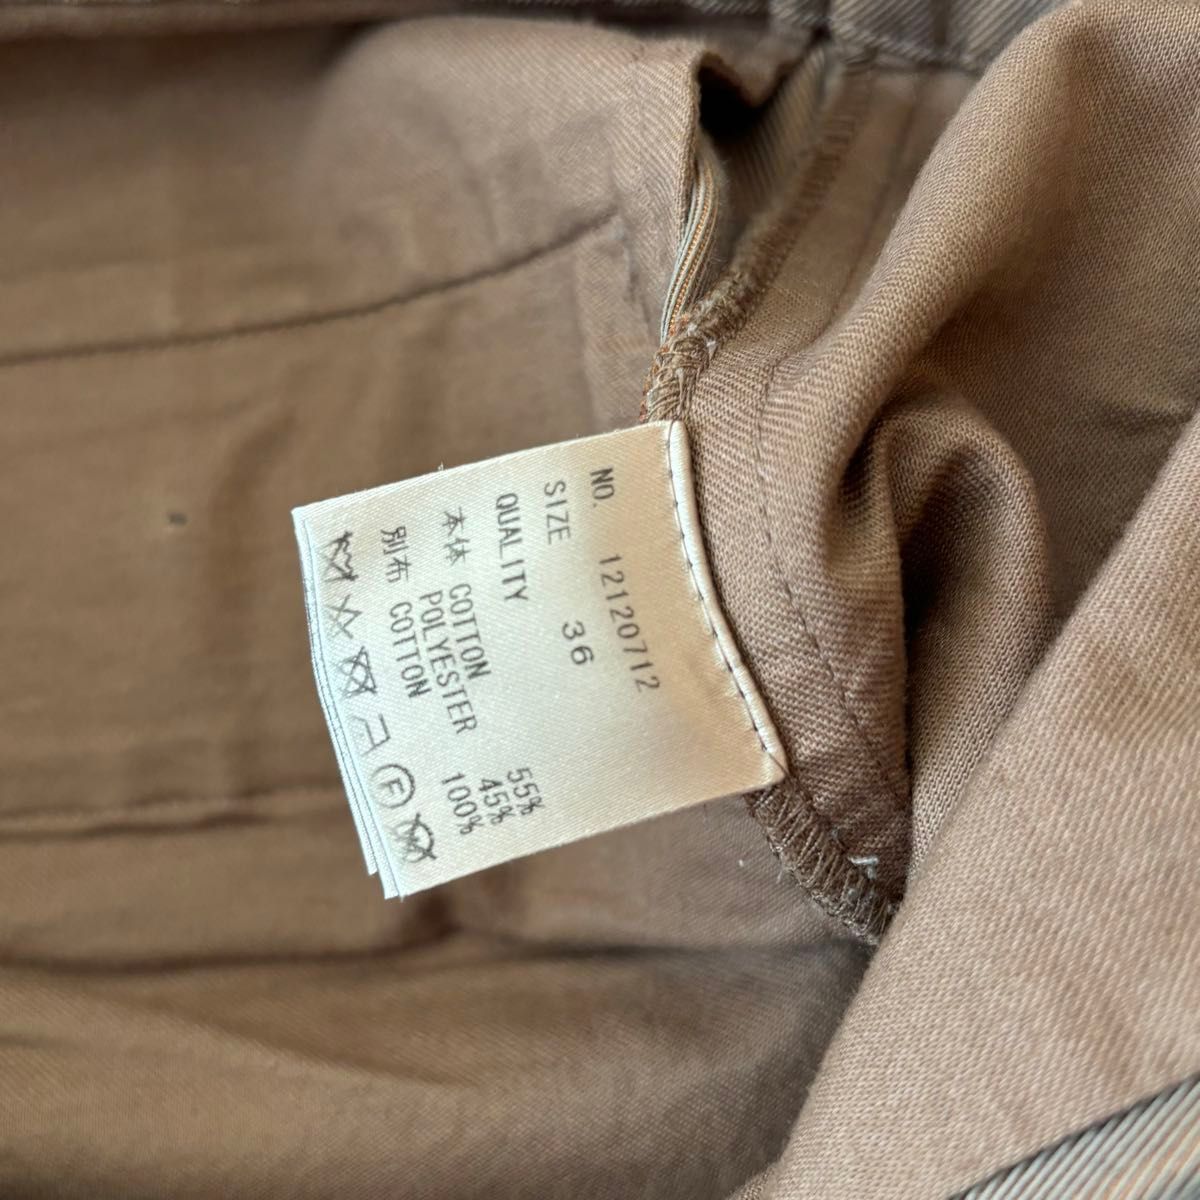 NO. 12120712
SIZE 36
QUALITY
本体 COTTON 55%
POLYESTER 45%
別布 COTTON 100%
F